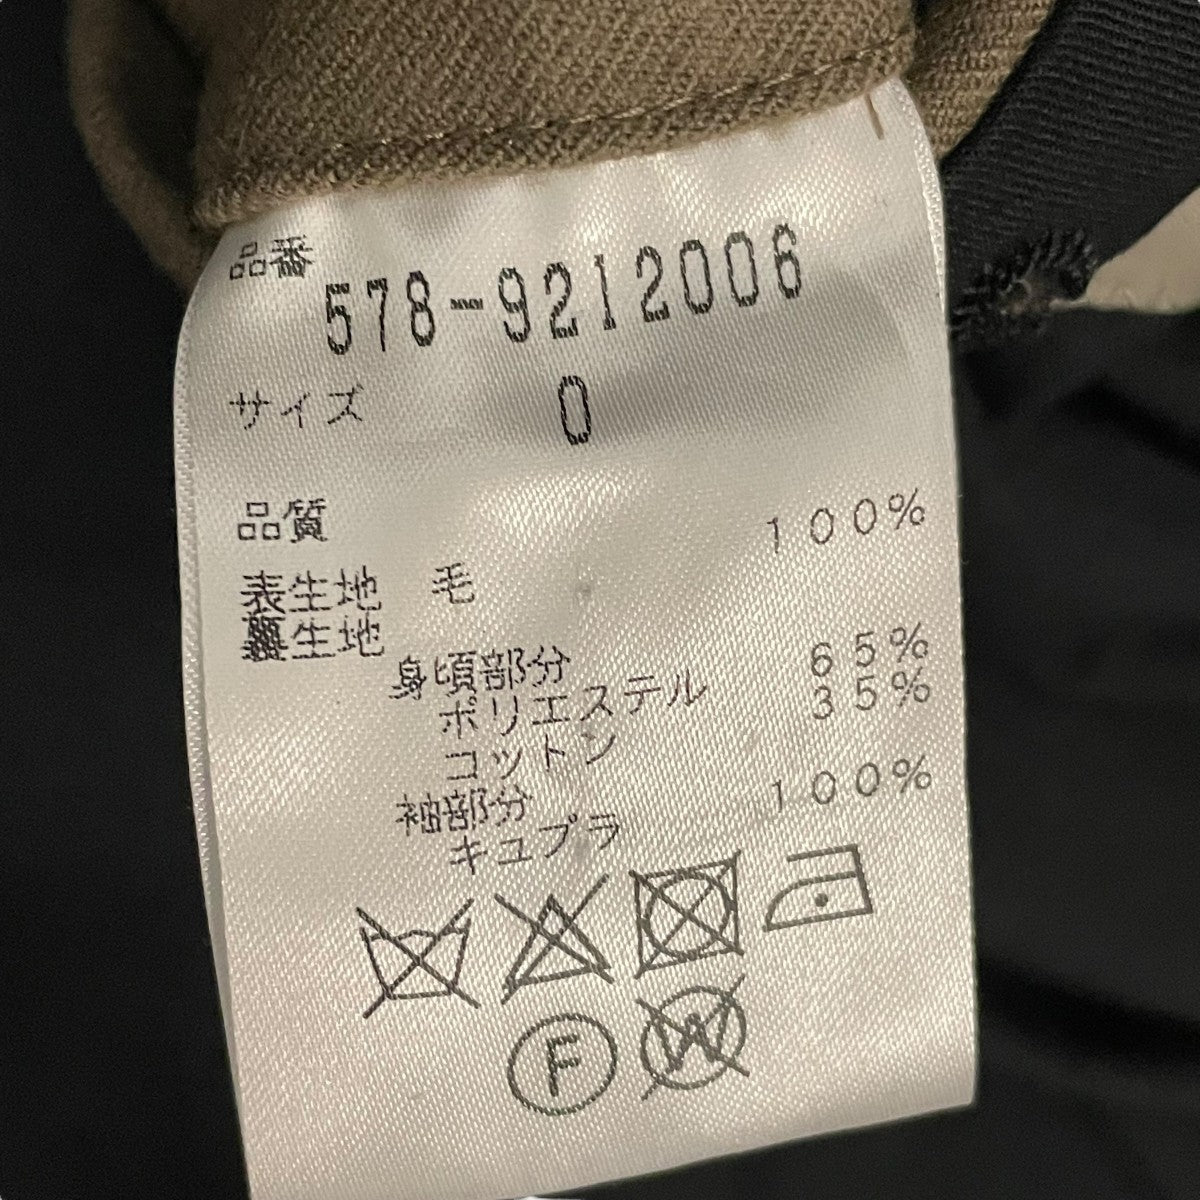 品番
578-9212006
サイズ 0
品質
表生地 毛 100%
裏生地
身頃部分
ポリエステル 65%
コットン 35%
袖部分
キュプラ 100%
F W